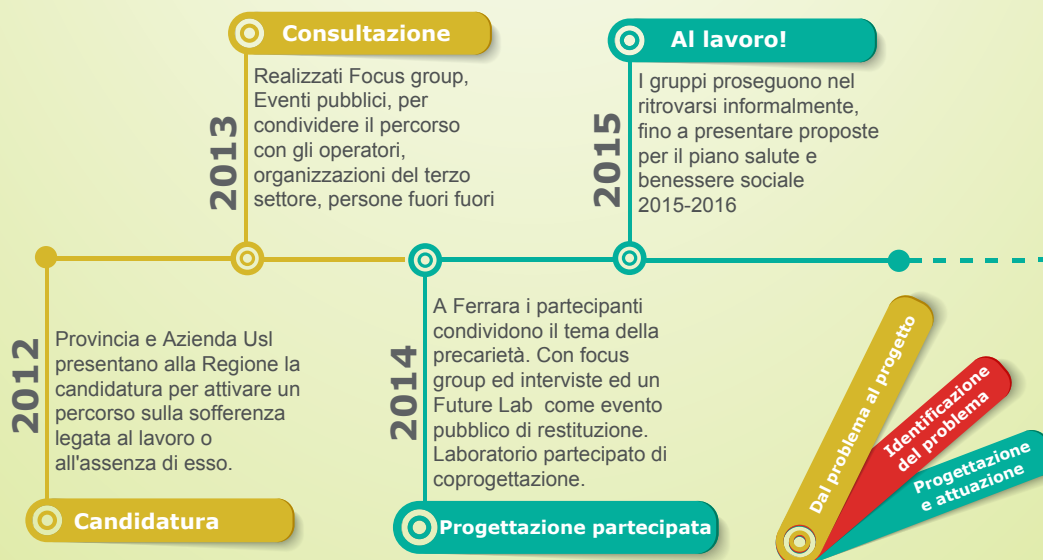 Consultazione
2013
Realizzati Focus group,
Eventi pubblici, per
condividere il percorso
con gli operatori,
organizzazioni del terzo
settore, persone fuori fuori
Al lavoro!
2015
I gruppi proseguono nel
ritrovarsi informalmente,
fino a presentare proposte
per il piano salute e
benessere sociale
2015-2016
2012
Provincia e Azienda Usl
presentano alla Regione la
candidatura per attivare un
percorso sulla sofferenza
legata al lavoro o
all'assenza di esso.
Candidatura
2014
A Ferrara i partecipanti
condividono il tema della
precarietà. Con focus
group ed interviste ed un
Future Lab come evento
pubblico di restituzione.
Laboratorio partecipato di
coprogettazione.
Progettazione partecipata
Dal problema al progetto
Identificazione
del problema
Progettazione
e attuazione